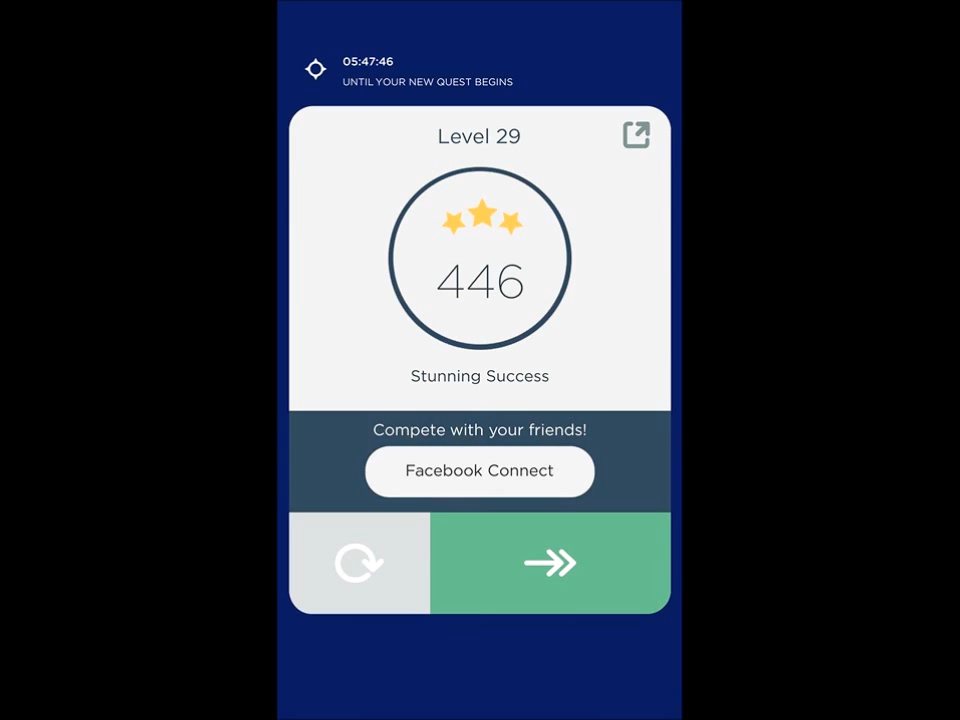 05:47:46
UNTIL YOUR NEW QUEST BEGINS
Level 29
446
Stunning Success
Compete with your friends!
Facebook Connect